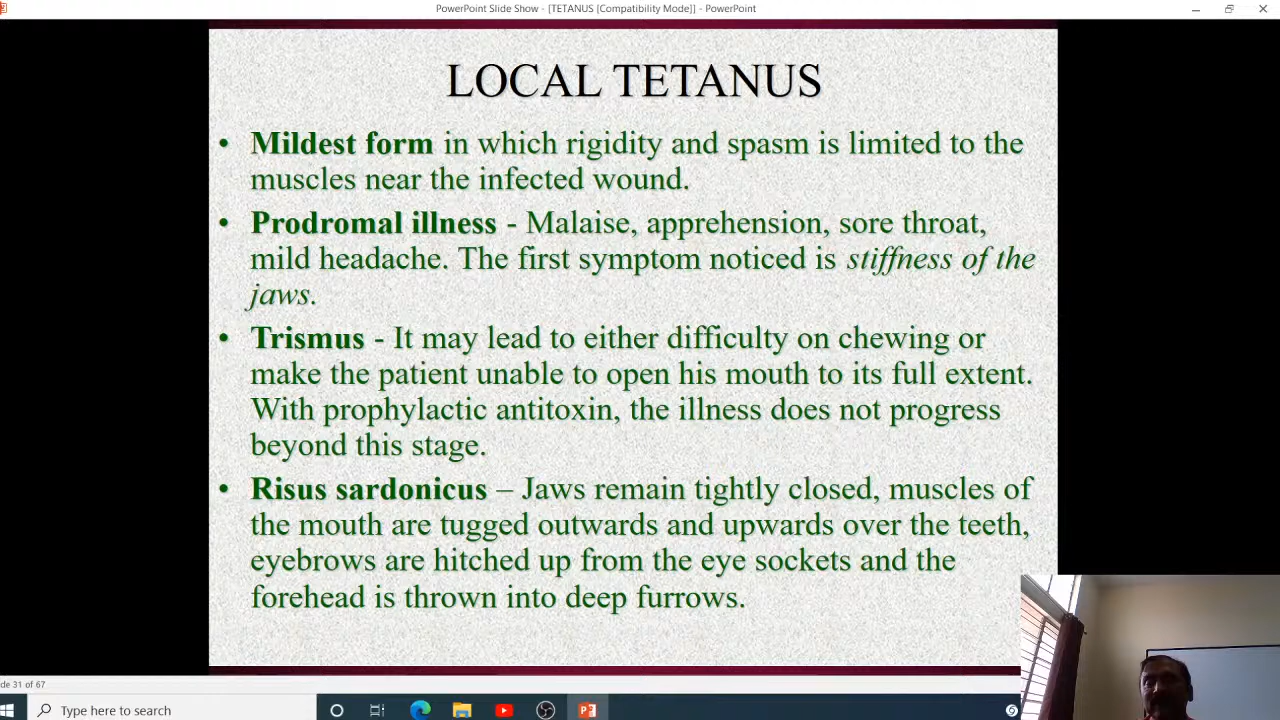 PowerPoint Slide Show - [TETANUS [Compatibility Mode]] - PowerPoint
LOCAL TETANUS
• Mildest form in which rigidity and spasm is limited to the
muscles near the infected wound.
• Prodromal illness - Malaise, apprehension, sore throat,
mild headache. The first symptom noticed is stiffness of the
jaws.
• Trismus - It may lead to either difficulty on chewing or
make the patient unable to open his mouth to its full extent.
With prophylactic antitoxin, the illness does not progress
beyond this stage.
• Risus sardonicus – Jaws remain tightly closed, muscles of
the mouth are tugged outwards and upwards over the teeth,
eyebrows are hitched up from the eye sockets and the
forehead is thrown into deep furrows.
de 31 of 67
Type here to search